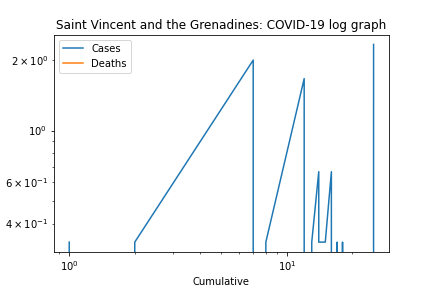 Saint Vincent and the Grenadines: COVID-19 log graph
Cases
Deaths
2 × 10⁰
10⁰
6 × 10⁻¹
4 × 10⁻¹
10⁰
10¹
Cumulative